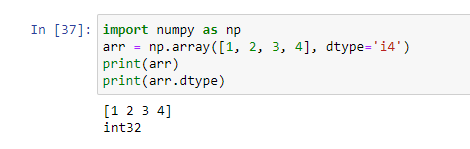 In [37]: import numpy as np
arr = np.array([1, 2, 3, 4], dtype='i4')
print(arr)
print(arr.dtype)
[1 2 3 4]
int32